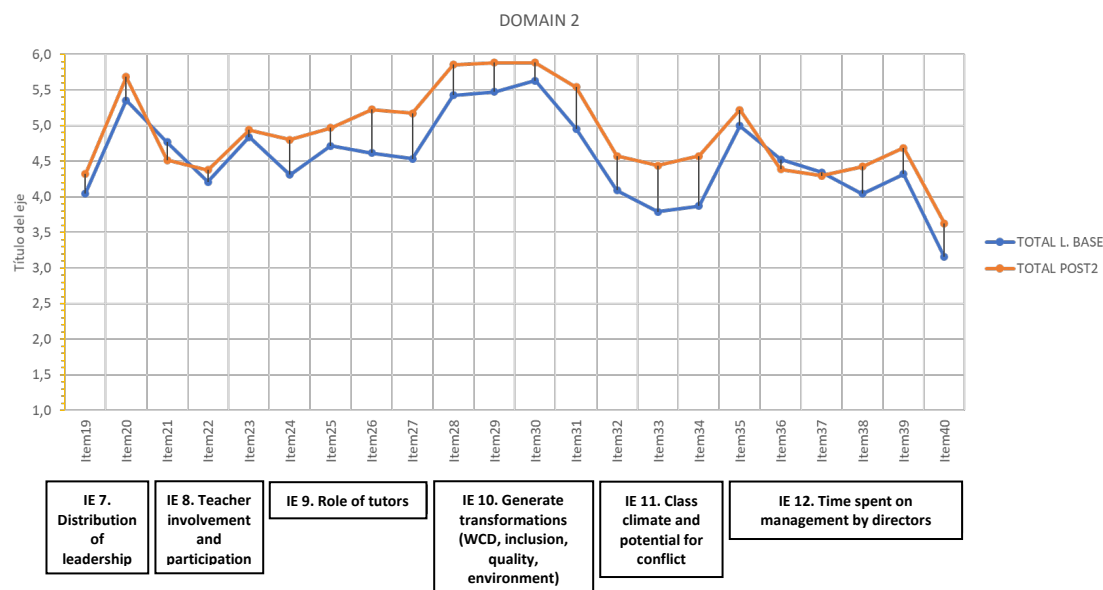 DOMAIN 2
6,0
5,5
5,0
4,5
4,0
3,5
3,0
2,5
2,0
1,5
1,0
Título del eje
Item19
Item20
Item21
Item22
Item23
Item24
Item25
Item26
Item27
Item28
Item29
Item30
Item31
Item32
Item33
Item34
Item35
Item36
Item37
Item38
Item39
Item40
TOTAL L. BASE
TOTAL POST2
IE 7.
Distribution
of
leadership
IE 8. Teacher
involvement
and
participation
IE 9. Role of tutors
IE 10. Generate
transformations
(WCD, inclusion,
quality,
environment)
IE 11. Class
climate and
potential for
conflict
IE 12. Time spent on
management by directors